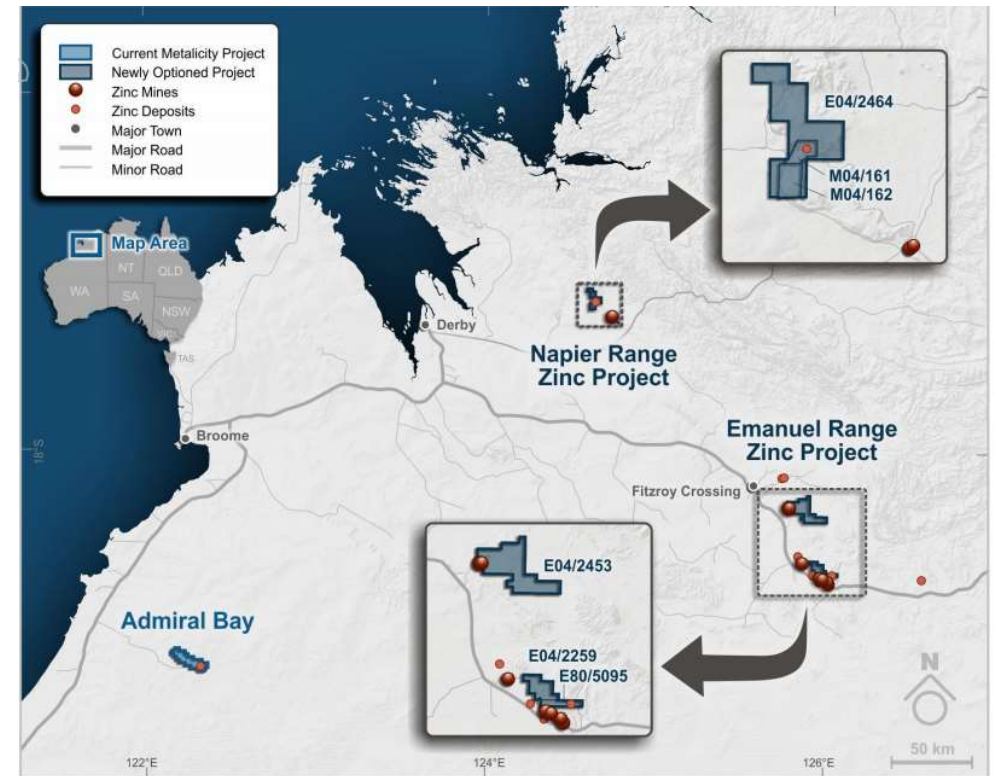 Current Metalicity Project
Newly Optioned Project
Zinc Mines
Zinc Deposits
Major Town
Major Road
Minor Road
Map Area
WA
NT
QLD
SA
NSW
VIC
TAS
E04/2464
M04/161
M04/162
Derby
Napier Range
Zinc Project
Broome
18°S
Emanuel Range
Zinc Project
Fitzroy Crossing
E04/2453
E04/2259
E80/5095
Admiral Bay
N
50 km
122°E
124°E
126°E